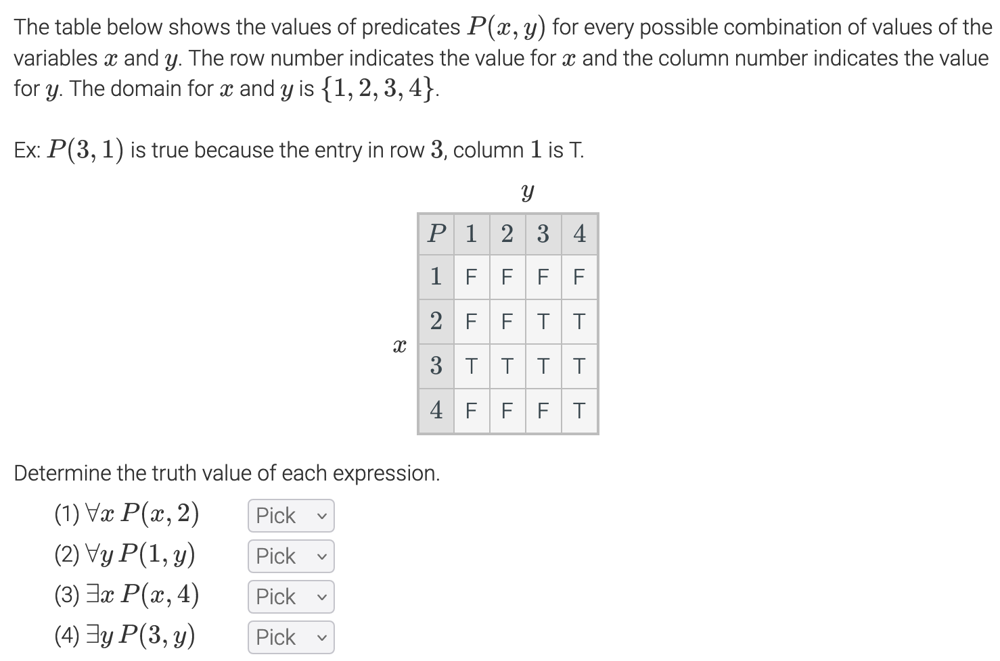 The table below shows the values of predicates P(x, y) for every possible combination of values of the
variables x and y. The row number indicates the value for x and the column number indicates the value
for y. The domain for x and y is {1, 2, 3, 4}.
Ex: P(3, 1) is true because the entry in row 3, column 1 is T.
y
P 1 2 3 4
1 F F F F
2 F F T T
x
3 T T T T
4 F F F T
Determine the truth value of each expression.
(1) ∀x P(x, 2) Pick
(2) ∀y P(1, y) Pick
(3) ∃x P(x, 4) Pick
(4) ∃y P(3, y) Pick